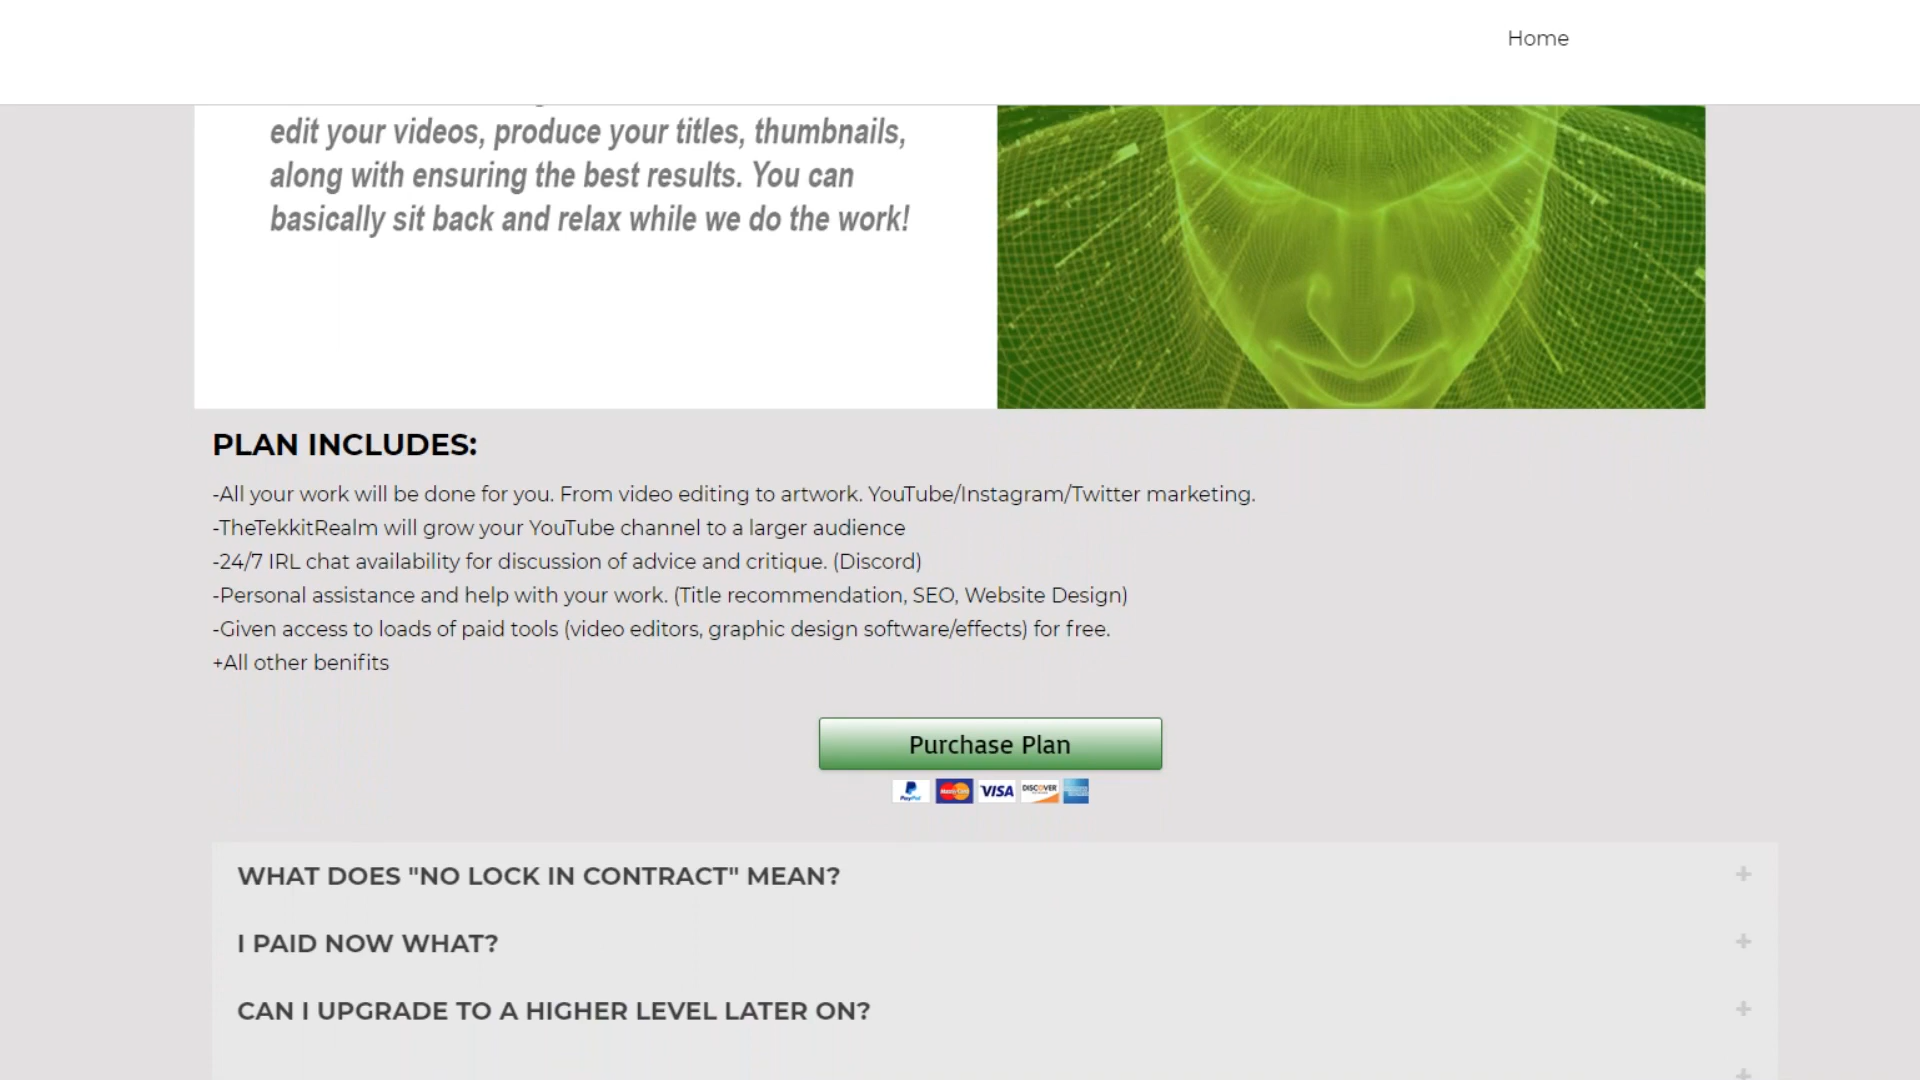 Home
edit your videos, produce your titles, thumbnails,
along with ensuring the best results. You can
basically sit back and relax while we do the work!
PLAN INCLUDES:
-All your work will be done for you. From video editing to artwork. YouTube/Instagram/Twitter marketing.
-TheTekkitRealm will grow your YouTube channel to a larger audience
-24/7 IRL chat availability for discussion of advice and critique. (Discord)
-Personal assistance and help with your work. (Title recommendation, SEO, Website Design)
-Given access to loads of paid tools (video editors, graphic design software/effects) for free.
+All other benifits
Purchase Plan
PayPal MasterCard VISA DISCOVER
WHAT DOES "NO LOCK IN CONTRACT" MEAN?
I PAID NOW WHAT?
CAN I UPGRADE TO A HIGHER LEVEL LATER ON?